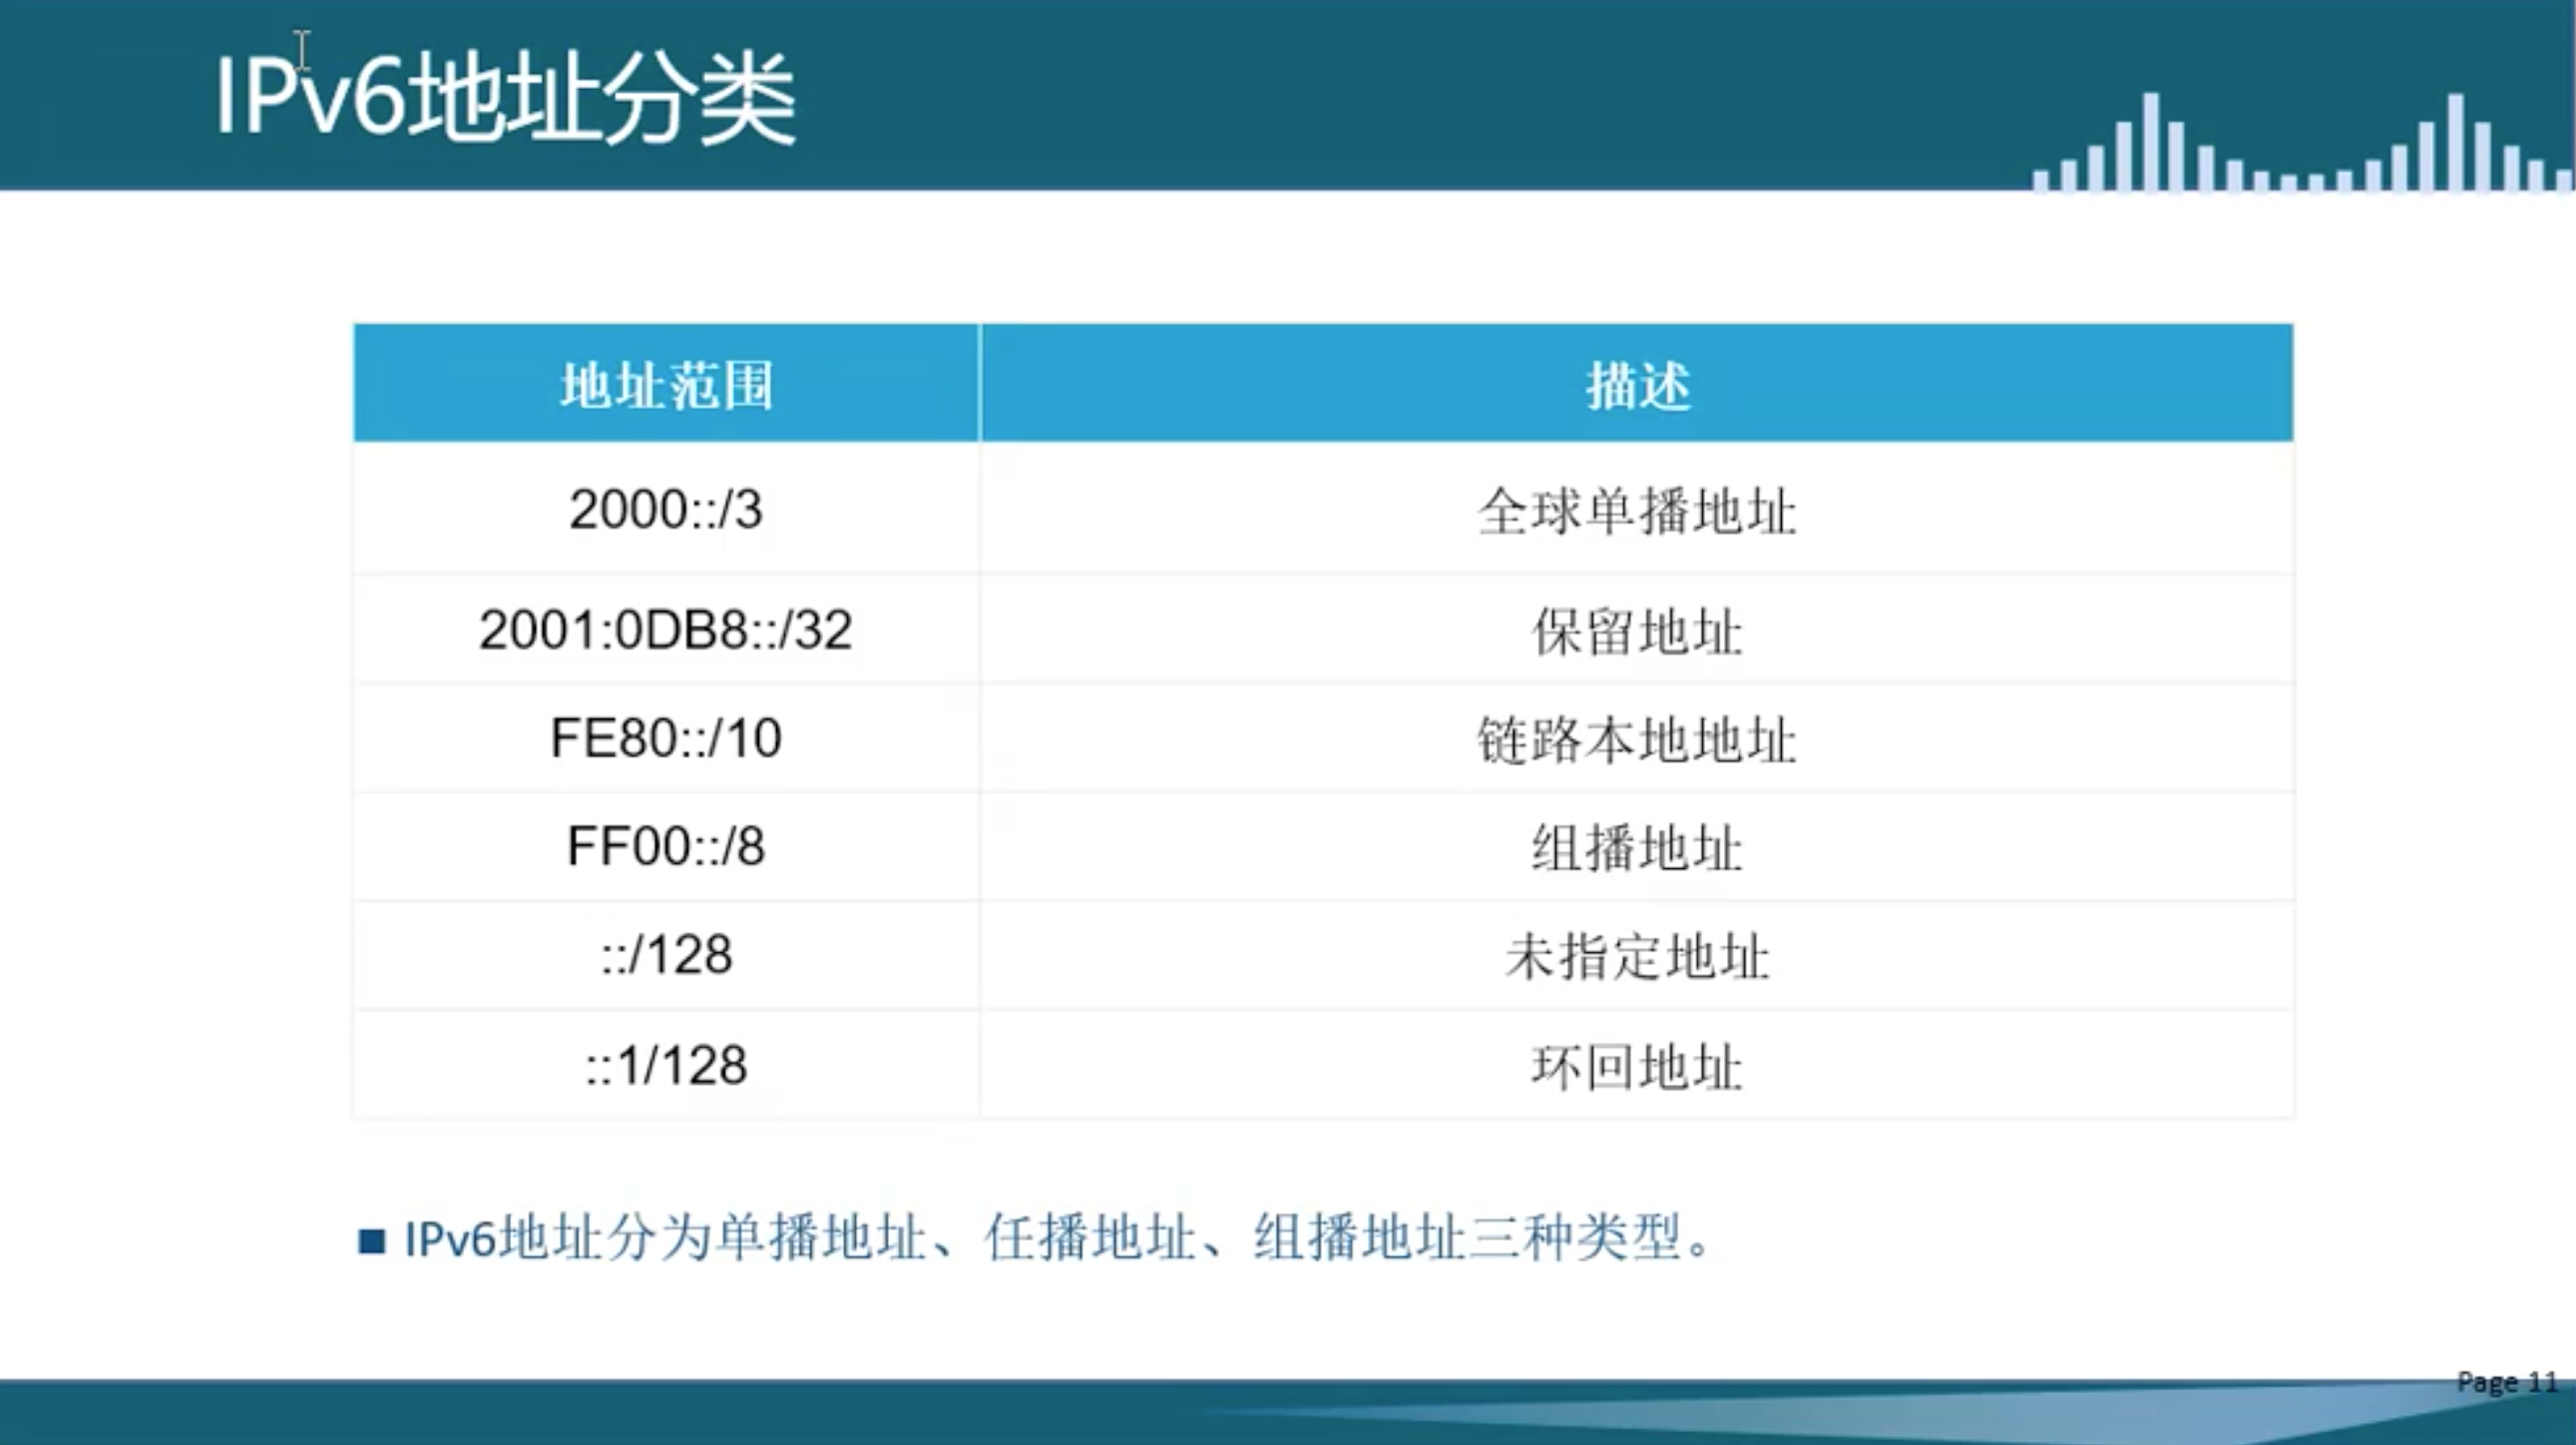 IPv6地址分类
地址范围 描述
2000::/3 全球单播地址
2001:0DB8::/32 保留地址
FE80::/10 链路本地地址
FF00::/8 组播地址
::/128 未指定地址
::1/128 环回地址
■ IPv6地址分为单播地址、任播地址、组播地址三种类型。
Page 11